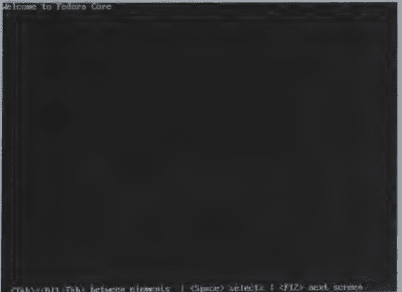 Welcome to Fedora Core
<Tab>/<Alt-Tab> between elements | <Space> selects | <F12> next screen